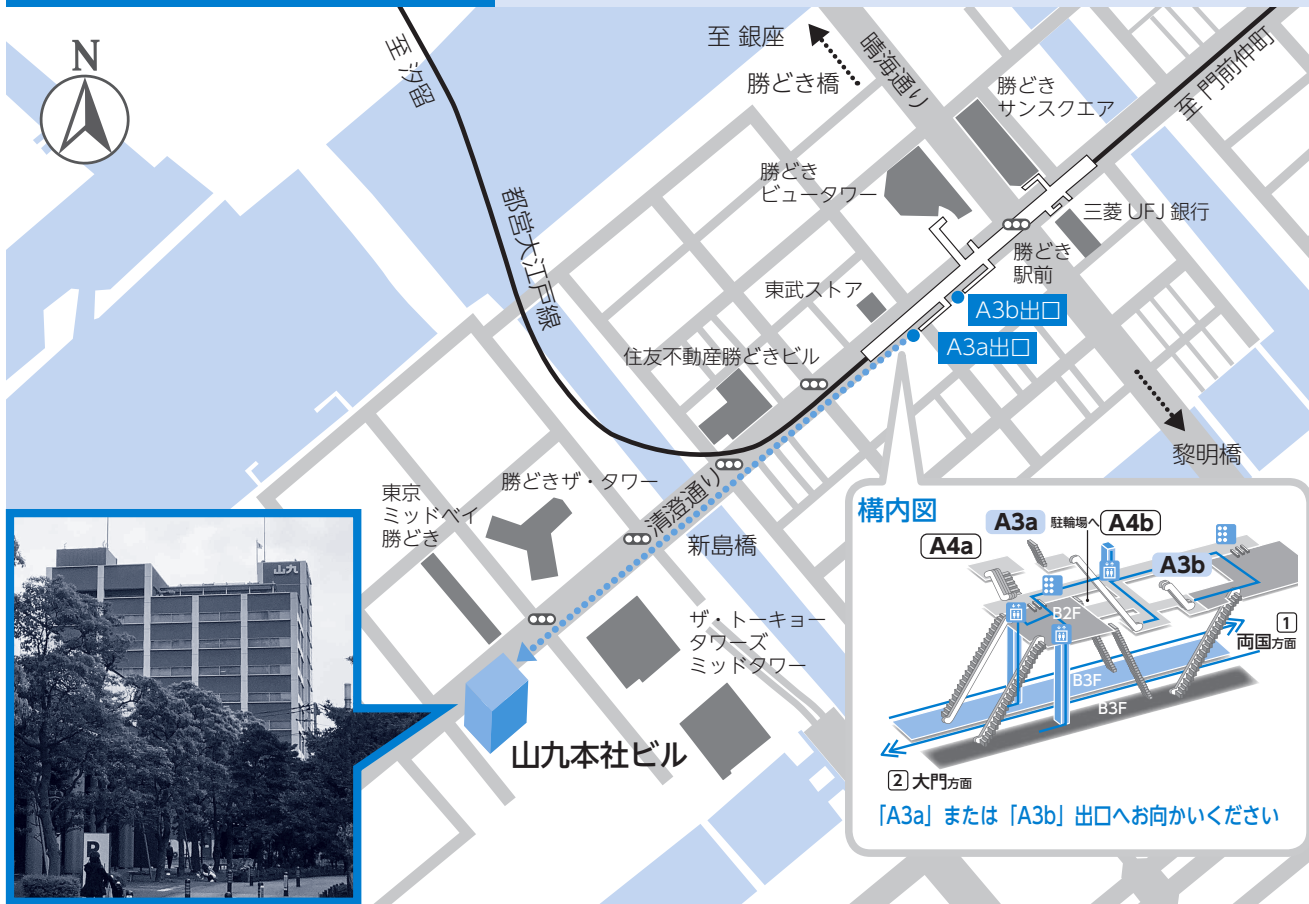 N
至 汐留
至 銀座
勝どき橋
晴海通り
勝どき
サンスクエア
至 門前仲町
勝どき
ビュータワー
三菱 UFJ 銀行
都営大江戸線
勝どき
駅前
東武ストア
A3b出口
A3a出口
住友不動産勝どきビル
黎明橋
勝どきザ・タワー
清澄通り
東京
ミッドベイ
勝どき
新島橋
ザ・トーキョー
タワーズ
ミッドタワー
山九本社ビル
山九
P
構内図
A3a
駐輪場へ
A4b
A4a
A3b
B2F
1
両国方面
B3F
B3F
2 大門方面
「A3a」または「A3b」出口へお向かいください